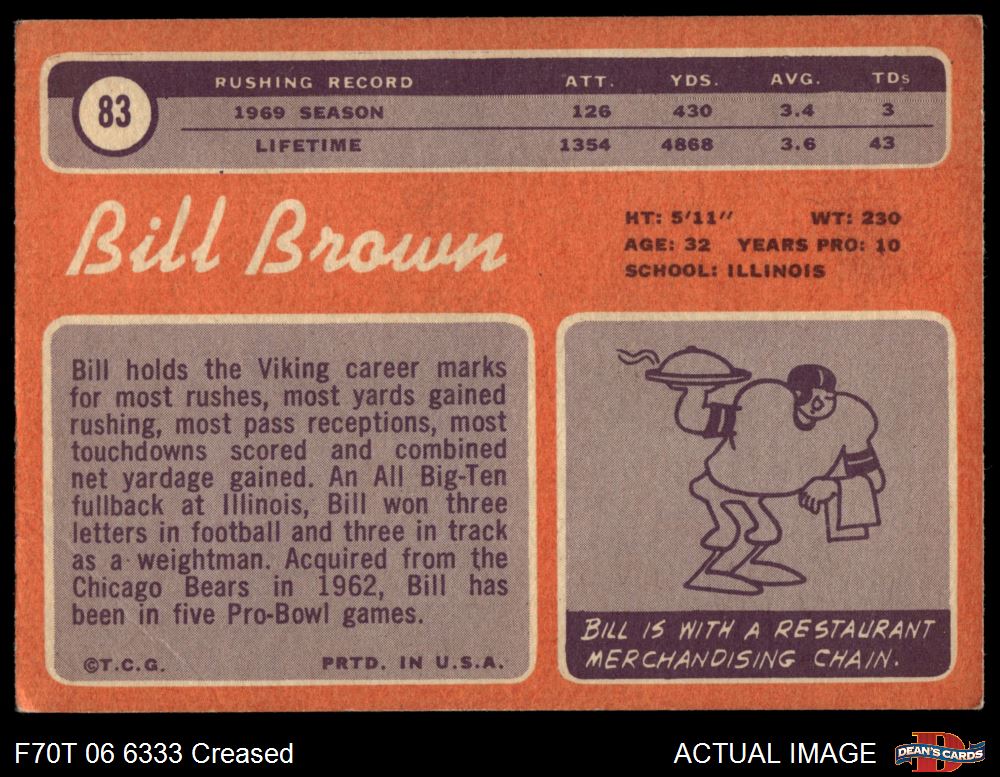 83
RUSHING RECORD ATT. YDS. AVG. TDs
1969 SEASON 126 430 3.4 3
LIFETIME 1354 4868 3.6 43
Bill Brown
HT: 5'11" WT: 230
AGE: 32 YEARS PRO: 10
SCHOOL: ILLINOIS
Bill holds the Viking career marks
for most rushes, most yards gained
rushing, most pass receptions, most
touchdowns scored and combined
net yardage gained. An All Big-Ten
fullback at Illinois, Bill won three
letters in football and three in track
as a weightman. Acquired from the
Chicago Bears in 1962, Bill has
been in five Pro-Bowl games.
©T.C.G. PRTD. IN U.S.A.
BILL IS WITH A RESTAURANT
MERCHANDISING CHAIN.
F70T 06 6333 Creased
ACTUAL IMAGE
D
DEAN'S CARDS